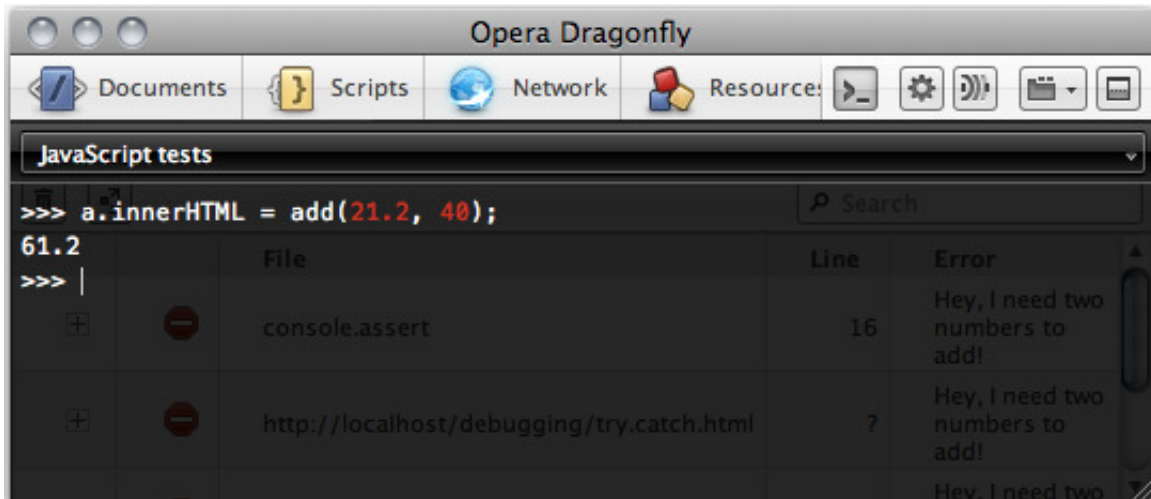 Opera Dragonfly
Documents Scripts Network Resources
JavaScript tests
>>> a.innerHTML = add(21.2, 40);
Search
61.2
>>>
File Line Error
console.assert 16 Hey, I need two
numbers to
add!
http://localhost/debugging/try.catch.html ? Hey, I need two
numbers to
add!
Hey, I need two